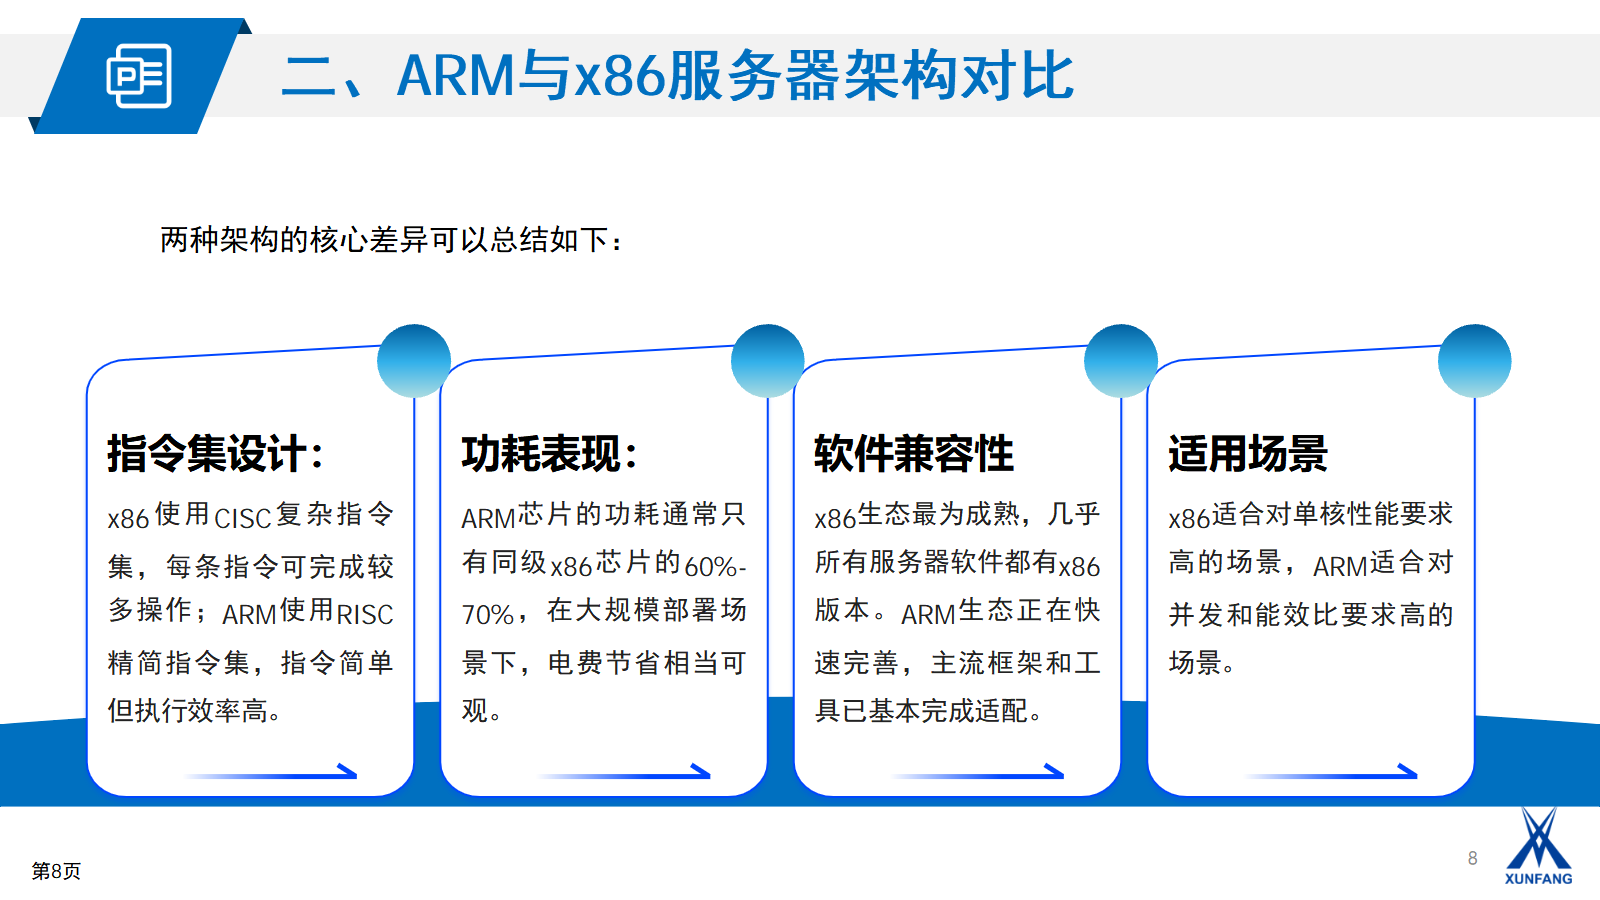 二、ARM与x86服务器架构对比
两种架构的核心差异可以总结如下：
指令集设计：
x86使用CISC复杂指令
集，每条指令可完成较
多操作；ARM使用RISC
精简指令集，指令简单
但执行效率高。
功耗表现：
ARM芯片的功耗通常只
有同级x86芯片的60%-
70%，在大规模部署场
景下，电费节省相当可
观。
软件兼容性
x86生态最为成熟，几乎
所有服务器软件都有x86
版本。ARM生态正在快
速完善，主流框架和工
具已基本完成适配。
适用场景
x86适合对单核性能要求
高的场景，ARM适合对
并发和能效比要求高的
场景。
第8页
8
XUNFANG